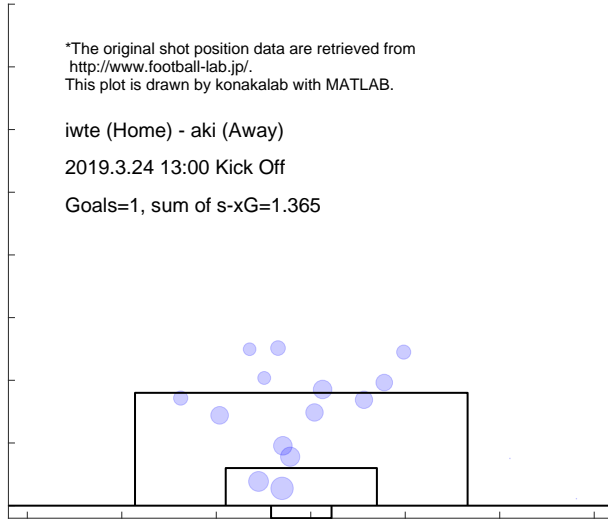 *The original shot position data are retrieved from
http://www.football-lab.jp/.
This plot is drawn by konakalab with MATLAB.
iwte (Home) - aki (Away)
2019.3.24 13:00 Kick Off
Goals=1, sum of s-xG=1.365